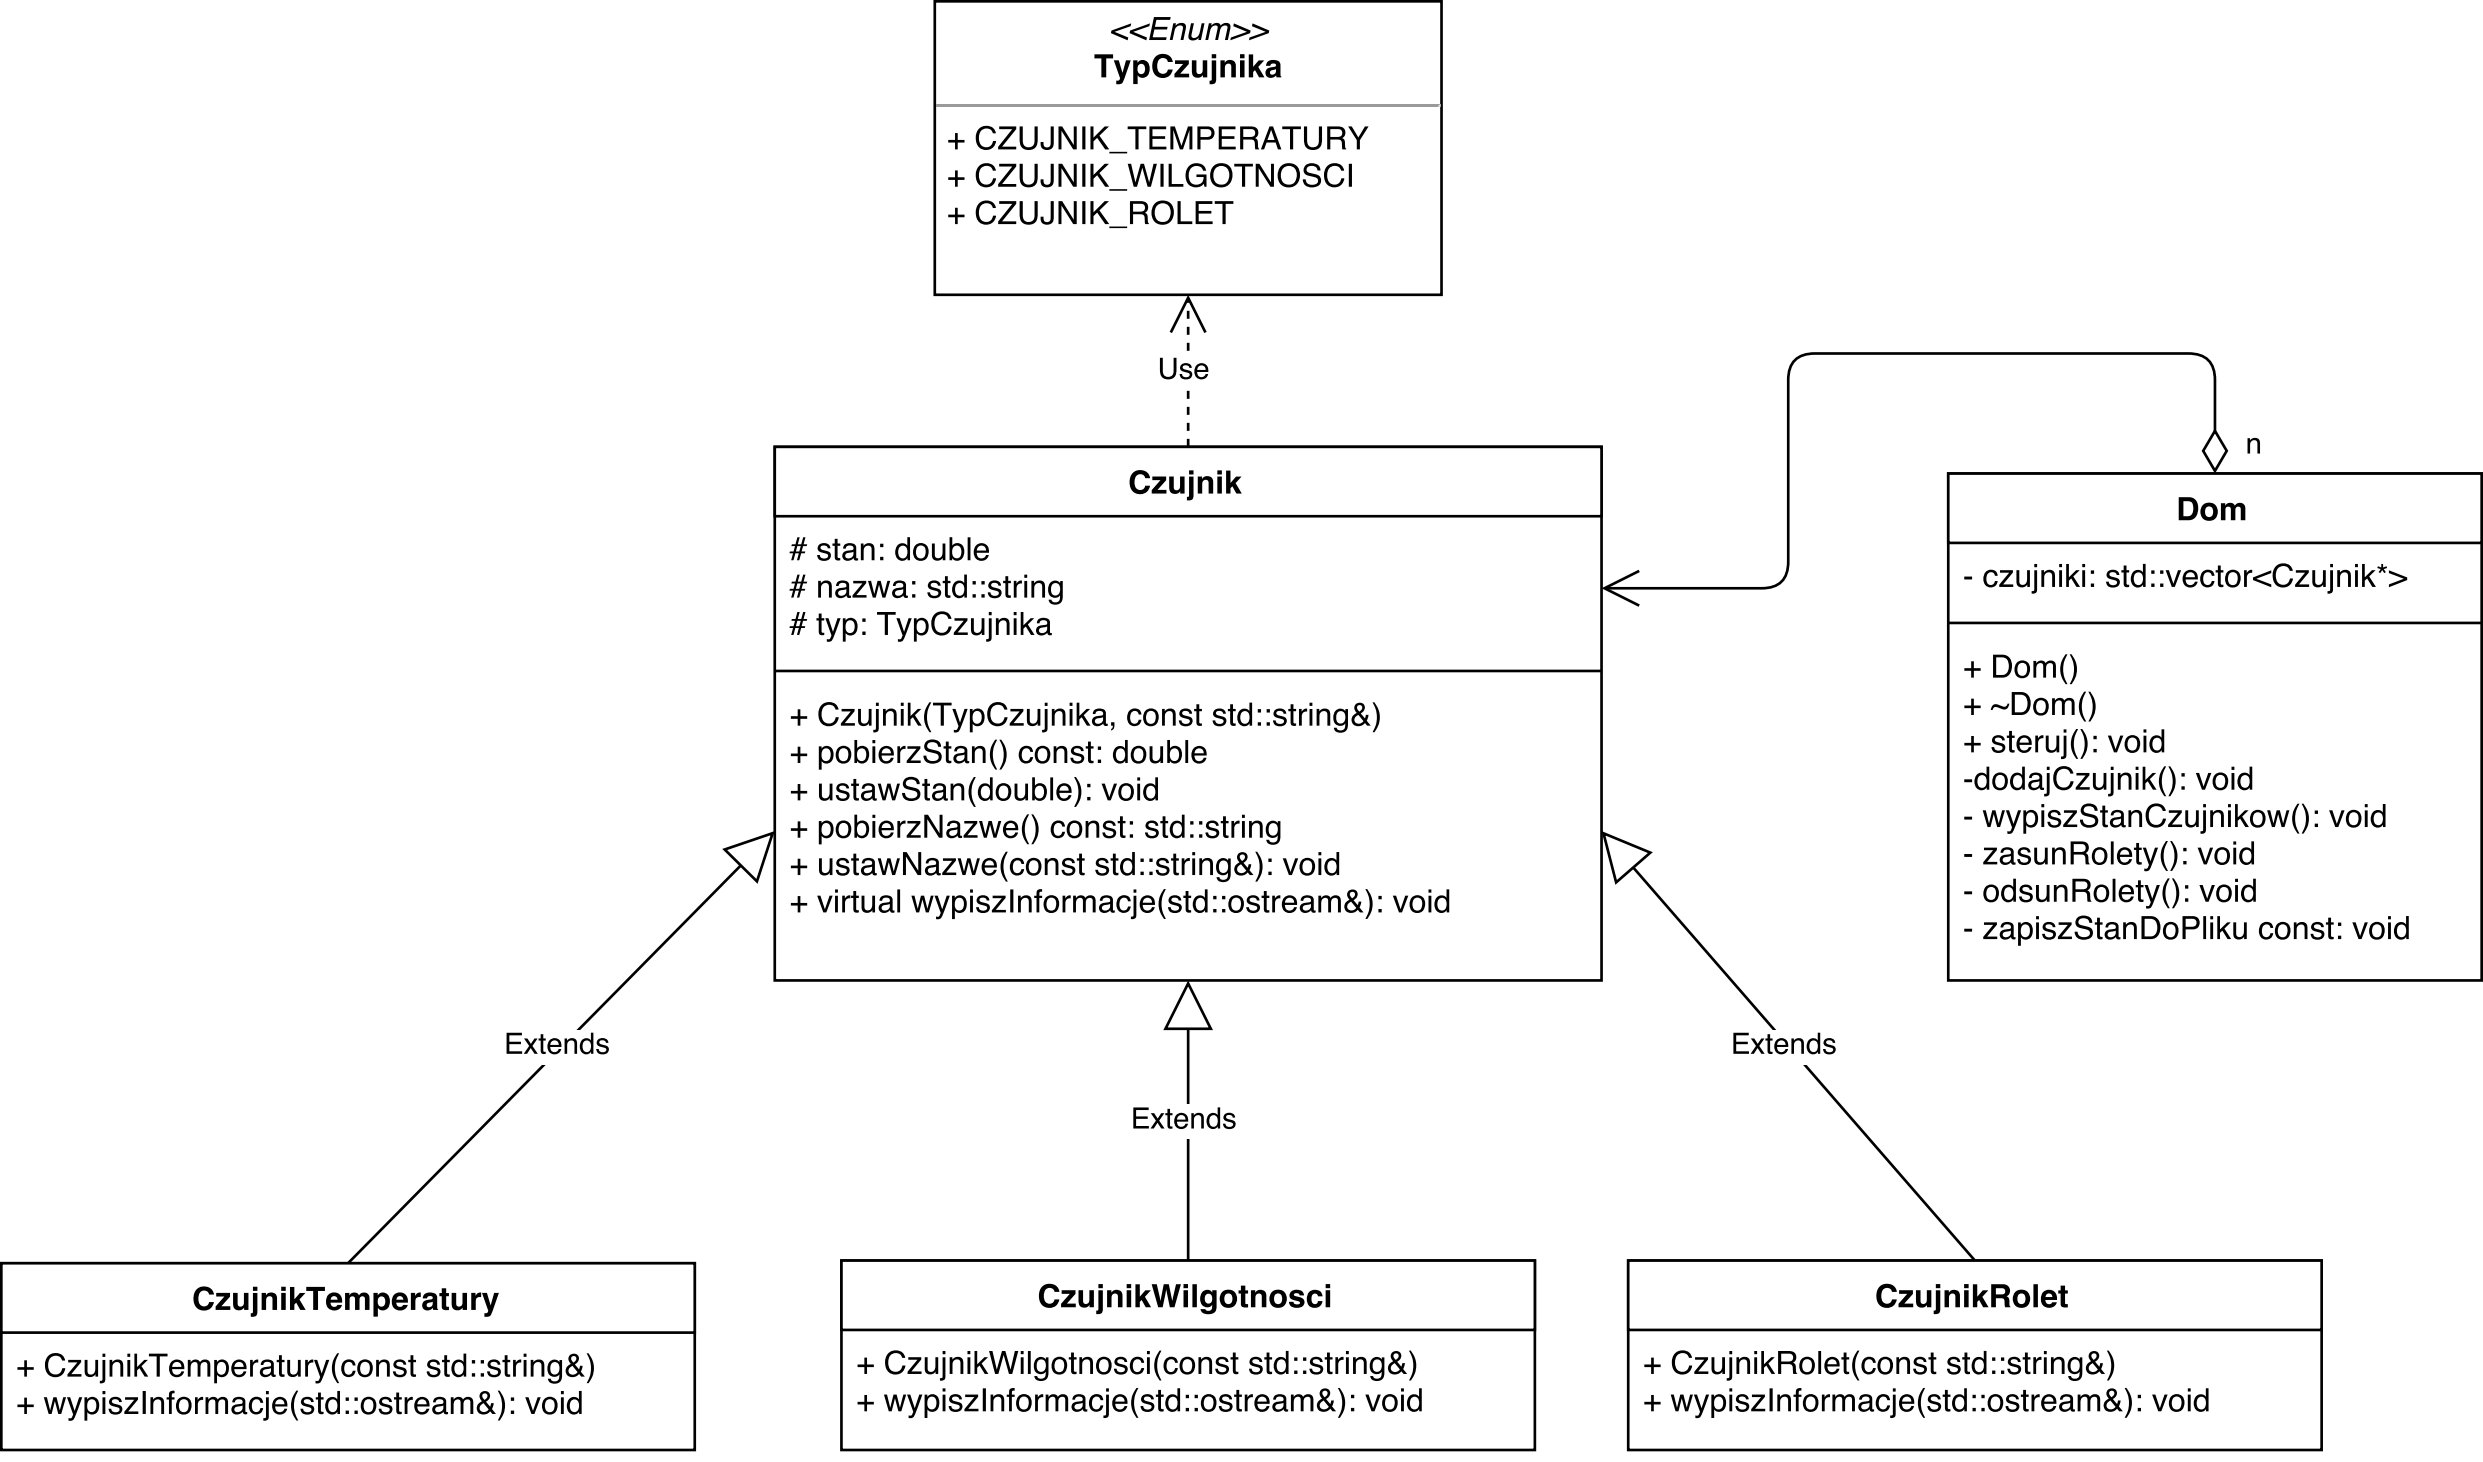 <<Enum>>
TypCzujnika
+ CZUJNIK_TEMPERATURY
+ CZUJNIK_WILGOTNOSCI
+ CZUJNIK_ROLET
Use
n
Czujnik
# stan: double
# nazwa: std::string
# typ: TypCzujnika
+ Czujnik(TypCzujnika, const std::string&)
+ pobierzStan() const: double
+ ustawStan(double): void
+ pobierzNazwe() const: std::string
+ ustawNazwe(const std::string&): void
+ virtual wypiszInformacje(std::ostream&): void
Dom
- czujniki: std::vector<Czujnik*>
+ Dom()
+ ~Dom()
+ steruj(): void
-dodajCzujnik(): void
- wypiszStanCzujnikow(): void
- zasunRolety(): void
- odsunRolety(): void
- zapiszStanDoPliku const: void
Extends
Extends
Extends
CzujnikTemperatury
+ CzujnikTemperatury(const std::string&)
+ wypiszInformacje(std::ostream&): void
CzujnikWilgotnosci
+ CzujnikWilgotnosci(const std::string&)
+ wypiszInformacje(std::ostream&): void
CzujnikRolet
+ CzujnikRolet(const std::string&)
+ wypiszInformacje(std::ostream&): void